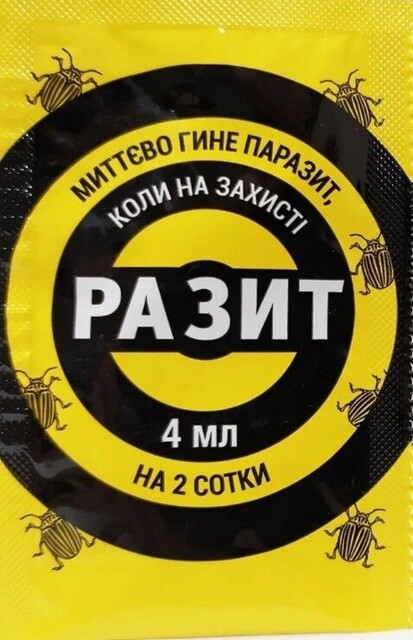 МИТТЄВО ГИНЕ ПАРАЗИТ,
КОЛИ НА ЗАХИСТІ
РАЗИТ
4 МЛ
НА 2 СОТКИ